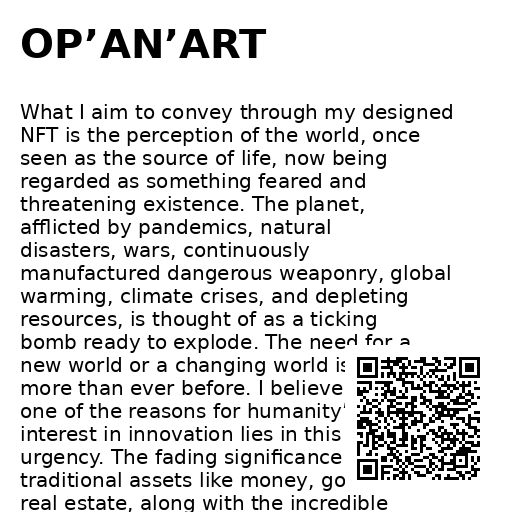 OP’AN’ART
What I aim to convey through my designed
NFT is the perception of the world, once
seen as the source of life, now being
regarded as something feared and
threatening existence. The planet,
afflicted by pandemics, natural
disasters, wars, continuously
manufactured dangerous weaponry, global
warming, climate crises, and depleting
resources, is thought of as a ticking
bomb ready to explode. The need for a
new world or a changing world is
more than ever before. I believe
one of the reasons for humanity’
interest in innovation lies in this
urgency. The fading significance
traditional assets like money, go
real estate, along with the incredible